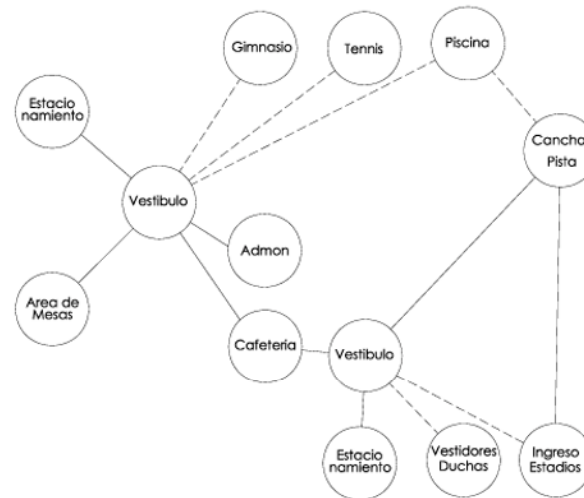 Gimnasio
Tennis
Piscina
Estacio
namiento
Cancha
Pista
Vestibulo
Admon
Area de
Mesas
Cafetería
Vestibulo
Estacio
namiento
Vestidores
Duchas
Ingreso
Estadios